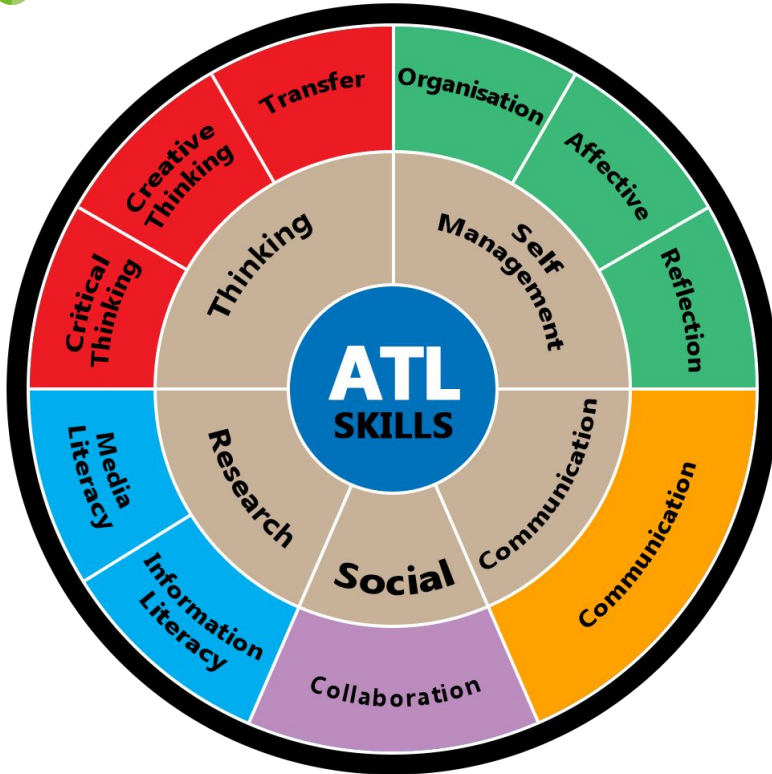 ATL
SKILLS
Thinking
Self
Management
Communication
Social
Research
Transfer
Organisation
Affective
Reflection
Communication
Collaboration
Information
Literacy
Media
Literacy
Critical
Thinking
Creative
Thinking